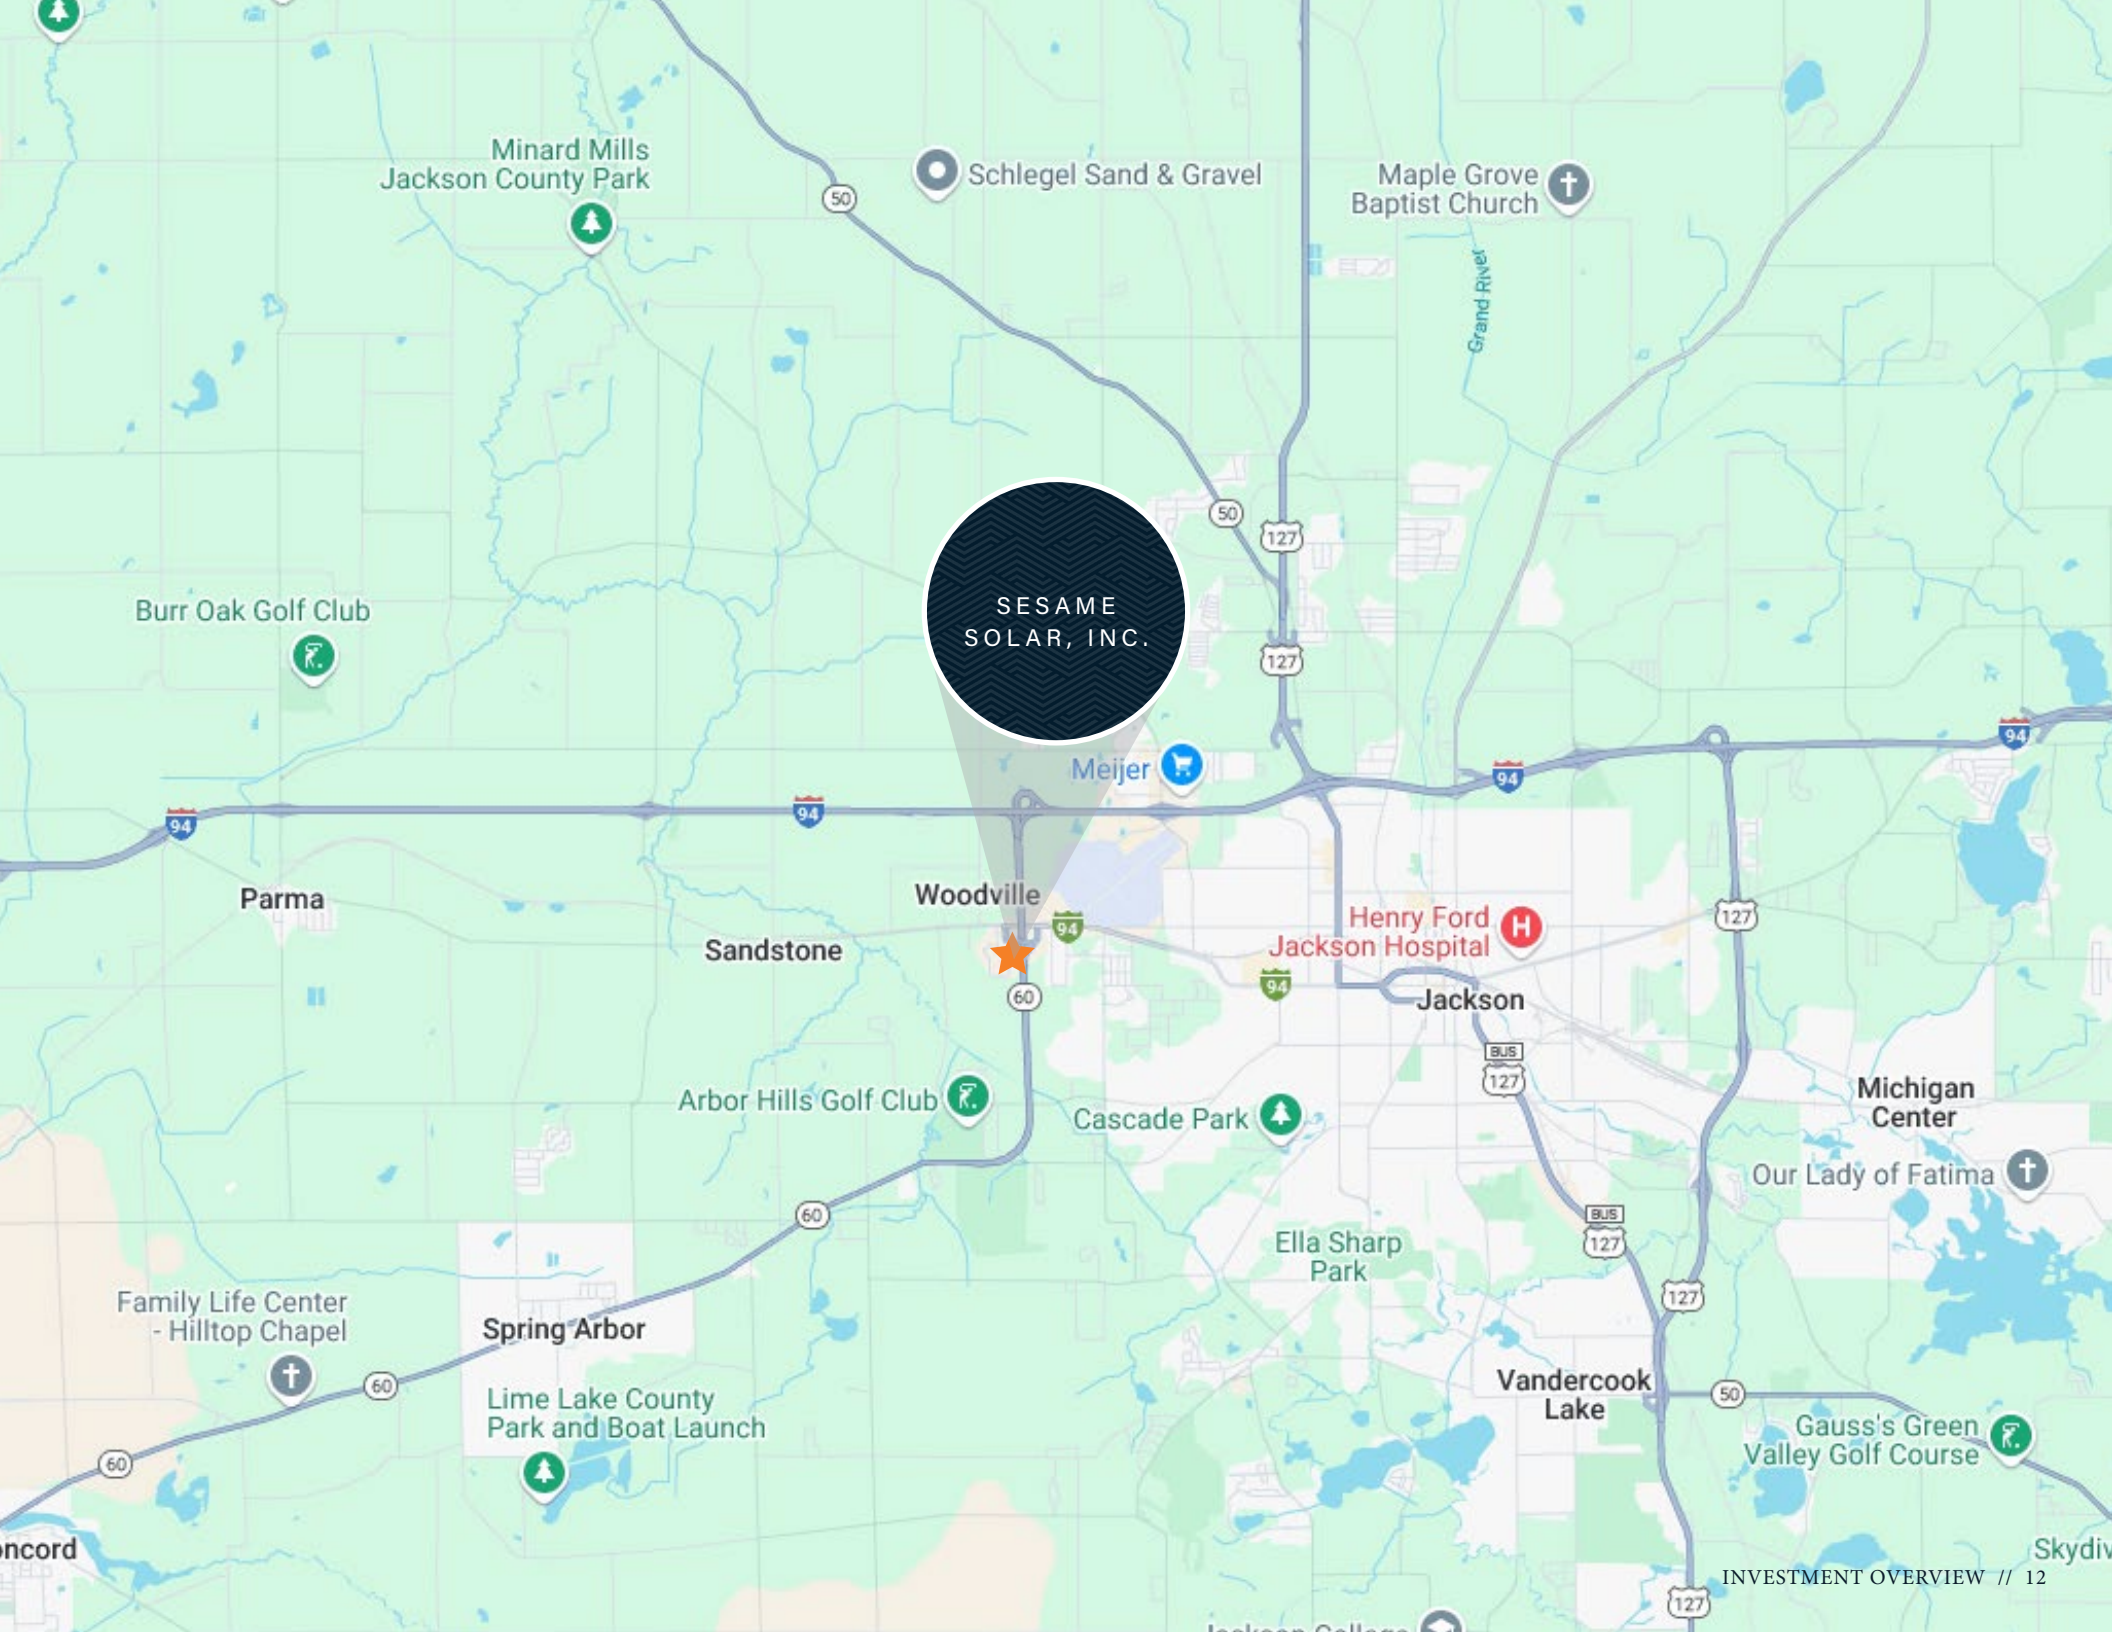 Minard Mills
Jackson County Park
50
Schlegel Sand & Gravel
Maple Grove
Baptist Church
Grand River
50
127
SESAME
SOLAR, INC.
Burr Oak Golf Club
127
94
Meijer
94
94
94
Parma
Woodville
94
Sandstone
Henry Ford
Jackson Hospital
H
127
94
60
Jackson
BUS
127
Arbor Hills Golf Club
Cascade Park
Michigan
Center
Our Lady of Fatima
60
BUS
127
Ella Sharp
Park
127
Family Life Center
- Hilltop Chapel
Spring Arbor
60
Vandercook
Lake
50
Lime Lake County
Park and Boat Launch
Gauss's Green
Valley Golf Course
60
oncord
Skydiv
INVESTMENT OVERVIEW // 12
127